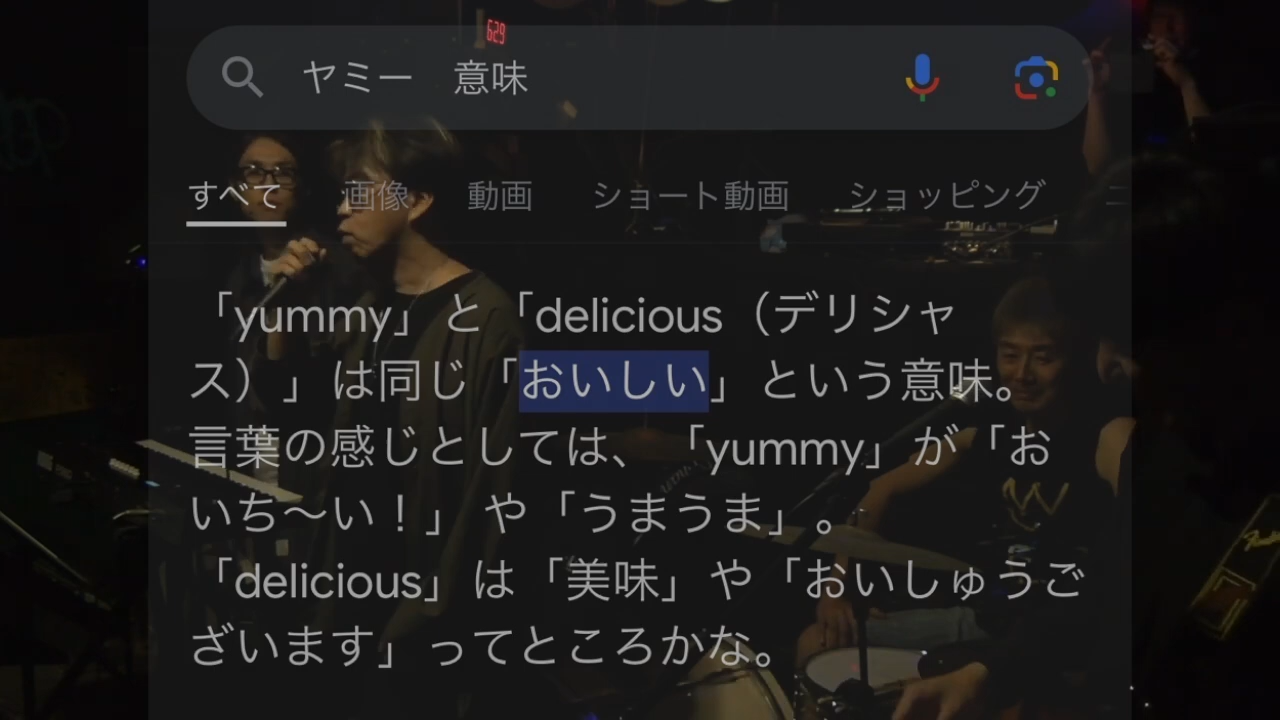 629
ヤミー　意味
すべて 画像 動画 ショート動画 ショッピング ニ
「yummy」と「delicious（デリシャ
ス）」は同じ「おいしい」という意味。
言葉の感じとしては、「yummy」が「お
いち〜い！」 や「うまうま」。
「delicious」は「美味」や「おいしゅうご
ざいます」ってところかな。
W
Fender